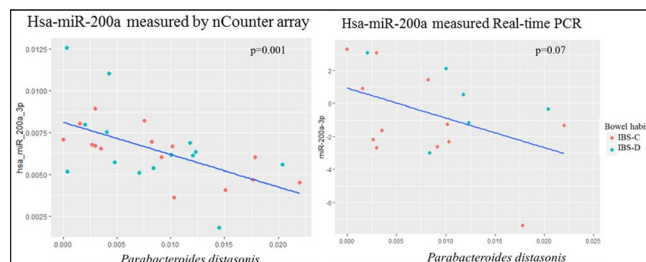 Hsa-miR-200a measured by nCounter array
p=0.001
hsa_miR_200a_3p
0.0125
0.0100
0.0075
0.0050
0.0025
0.000 0.005 0.010 0.015 0.020
Parabacteroides distasonis
Hsa-miR-200a measured Real-time PCR
p=0.07
miR-200a-3p
2
0
-2
-4
-6
0.000 0.005 0.010 0.015 0.020 0.025
Parabacteroides distasonis
Bowel habit
IBS-C
IBS-D